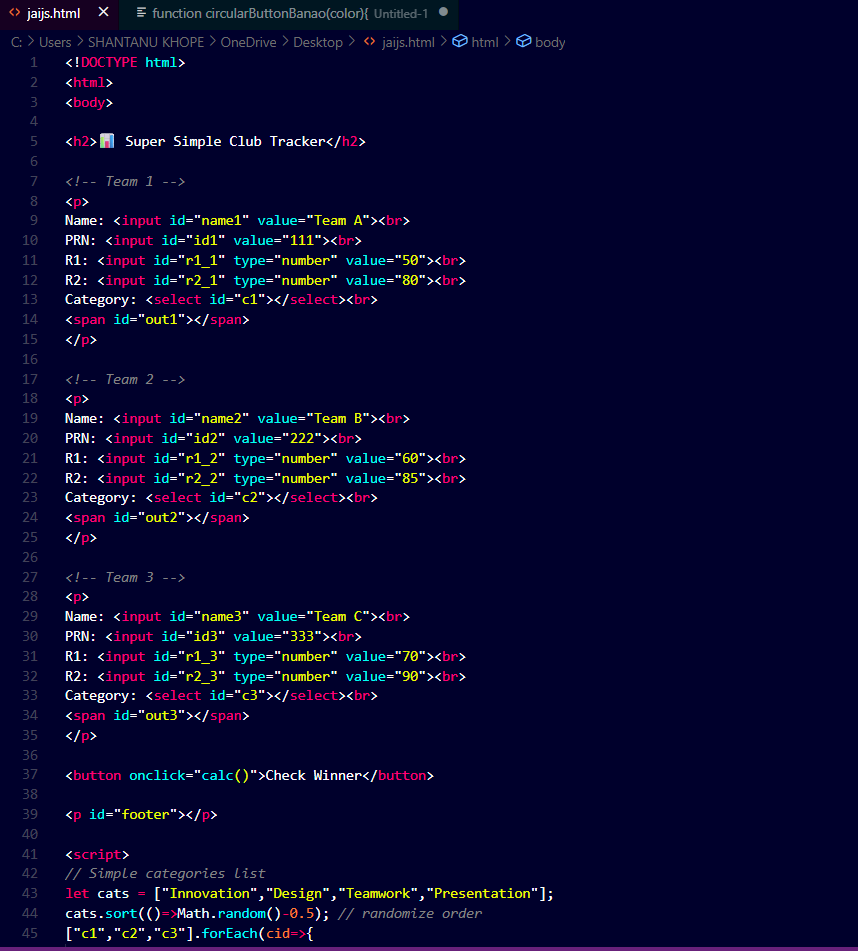 jaijs.html
function circularButtonBanao(color){ Untitled-1
C: > Users > SHANTANU KHOPE > OneDrive > Desktop > jaijs.html > html > body
1 <!DOCTYPE html>
2 <html>
3 <body>
4
5 <h2>📊 Super Simple Club Tracker</h2>
6
7 <!-- Team 1 -->
8 <p>
9 Name: <input id="name1" value="Team A"><br>
10 PRN: <input id="id1" value="111"><br>
11 R1: <input id="r1_1" type="number" value="50"><br>
12 R2: <input id="r2_1" type="number" value="80"><br>
13 Category: <select id="c1"></select><br>
14 <span id="out1"></span>
15 </p>
16
17 <!-- Team 2 -->
18 <p>
19 Name: <input id="name2" value="Team B"><br>
20 PRN: <input id="id2" value="222"><br>
21 R1: <input id="r1_2" type="number" value="60"><br>
22 R2: <input id="r2_2" type="number" value="85"><br>
23 Category: <select id="c2"></select><br>
24 <span id="out2"></span>
25 </p>
26
27 <!-- Team 3 -->
28 <p>
29 Name: <input id="name3" value="Team C"><br>
30 PRN: <input id="id3" value="333"><br>
31 R1: <input id="r1_3" type="number" value="70"><br>
32 R2: <input id="r2_3" type="number" value="90"><br>
33 Category: <select id="c3"></select><br>
34 <span id="out3"></span>
35 </p>
36
37 <button onclick="calc()">Check Winner</button>
38
39 <p id="footer"></p>
40
41 <script>
42 // Simple categories list
43 let cats = ["Innovation","Design","Teamwork","Presentation"];
44 cats.sort(()=>Math.random()-0.5); // randomize order
45 ["c1","c2","c3"].forEach(cid=>{